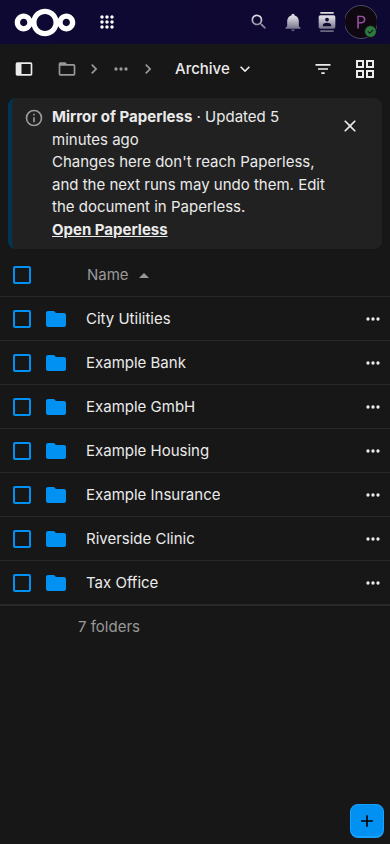 P
Archive
Mirror of Paperless · Updated 5
minutes ago
Changes here don't reach Paperless,
and the next runs may undo them. Edit
the document in Paperless.
Open Paperless
Name
City Utilities
Example Bank
Example GmbH
Example Housing
Example Insurance
Riverside Clinic
Tax Office
7 folders